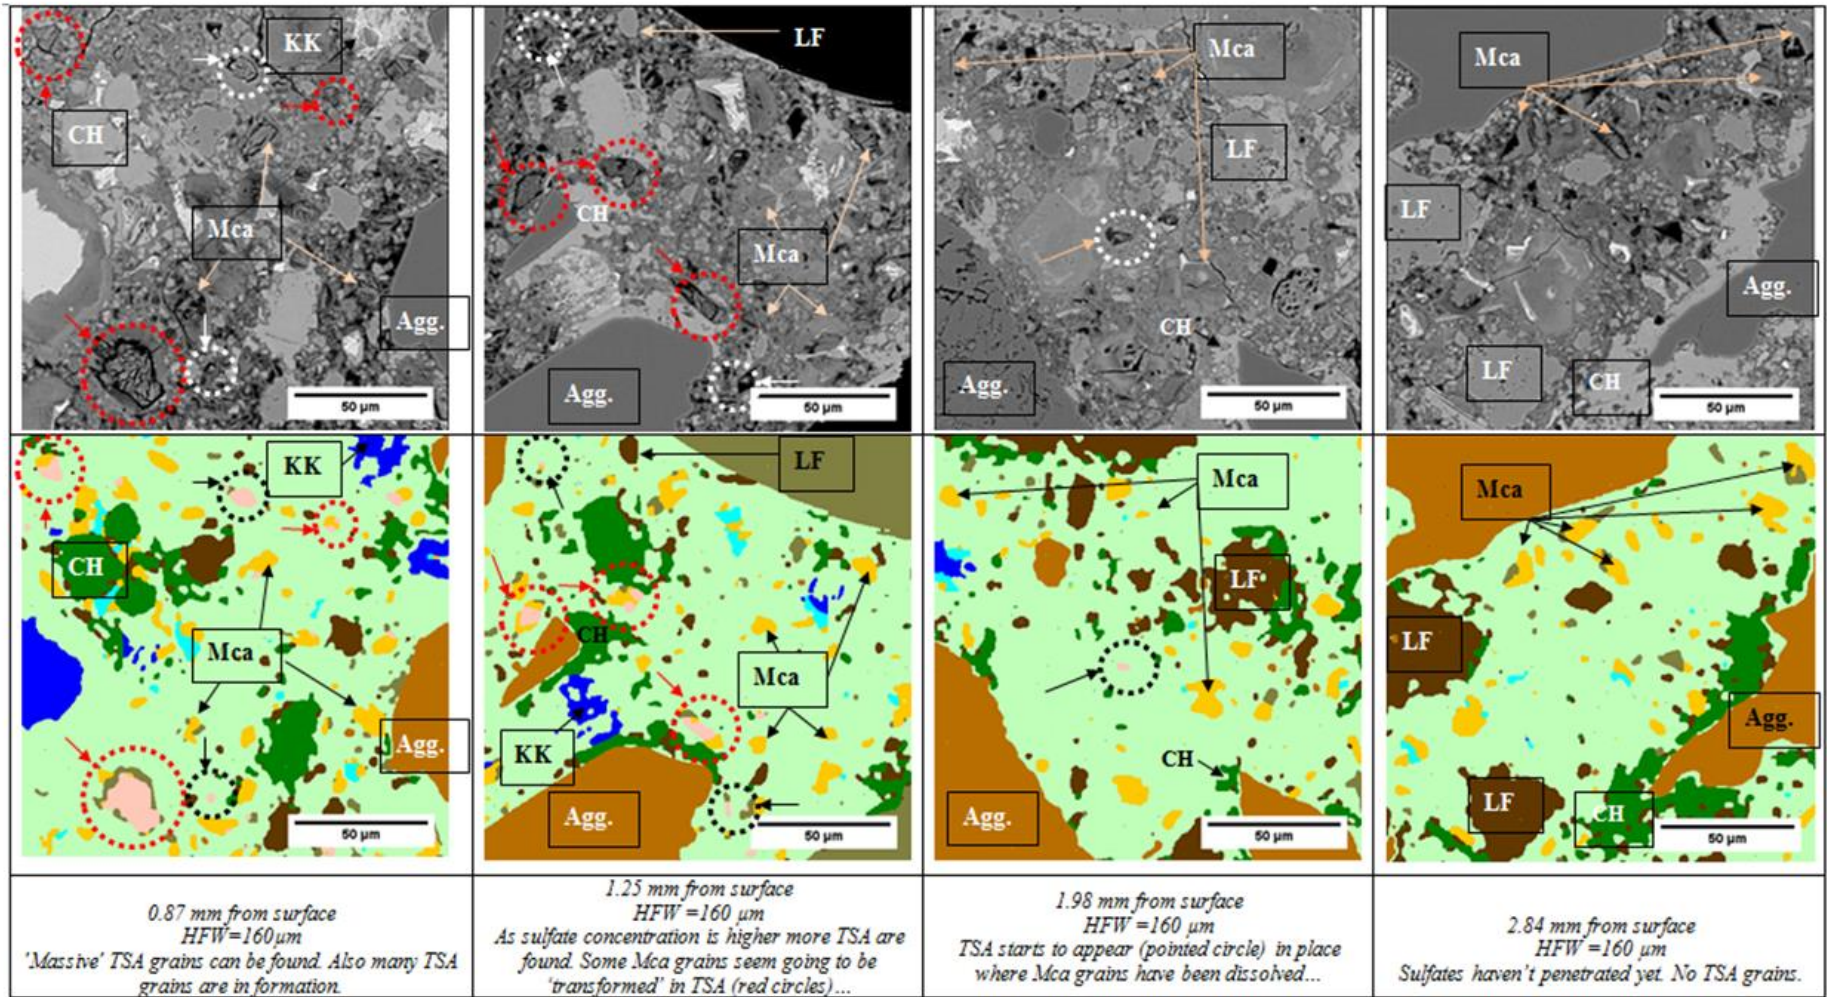 KK
CH
Mca
Agg.
50 µm
LF
CH
Mca
Agg.
50 µm
Mca
LF
CH
Agg.
50 µm
Mca
LF
Agg.
LF
CH
50 µm
KK
CH
Mca
Agg.
50 µm
LF
CH
Mca
KK
Agg.
50 µm
Mca
LF
CH
Agg.
50 µm
Mca
LF
Agg.
LF
CH
50 µm
0.87 mm from surface
HFW=160µm
'Massive' TSA grains can be found. Also many TSA
grains are in formation.
1.25 mm from surface
HFW =160 µm
As sulfate concentration is higher more TSA are
found. Some Mca grains seem going to be
'transformed' in TSA (red circles)...
1.98 mm from surface
HFW =160 µm
TSA starts to appear (pointed circle) in place
where Mca grains have been dissolved...
2.84 mm from surface
HFW =160 µm
Sulfates haven't penetrated yet. No TSA grains.